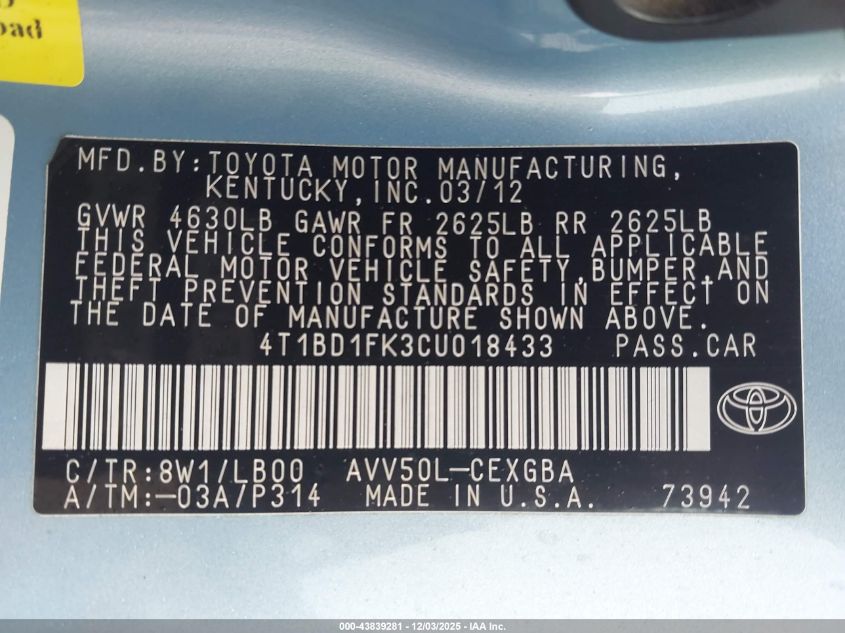 oad
MFD.BY:TOYOTA MOTOR MANUFACTURING,
KENTUCKY,INC.03/12
GVWR 4630LB GAWR FR 2625LB RR 2625LB
THIS VEHICLE CONFORMS TO ALL APPLICABLE
FEDERAL MOTOR VEHICLE SAFETY,BUMPER,AND
THEFT PREVENTION STANDARDS IN EFFECT ON
THE DATE OF MANUFACTURE SHOWN ABOVE.
4T1BD1FK3CU018433 PASS.CAR
C/TR:8W1/LB00 AVV50L-CEXGBA
A/TM:-03A/P314 MADE IN U.S.A. 73942
000-43839281 - 12/03/2025 - IAA Inc.